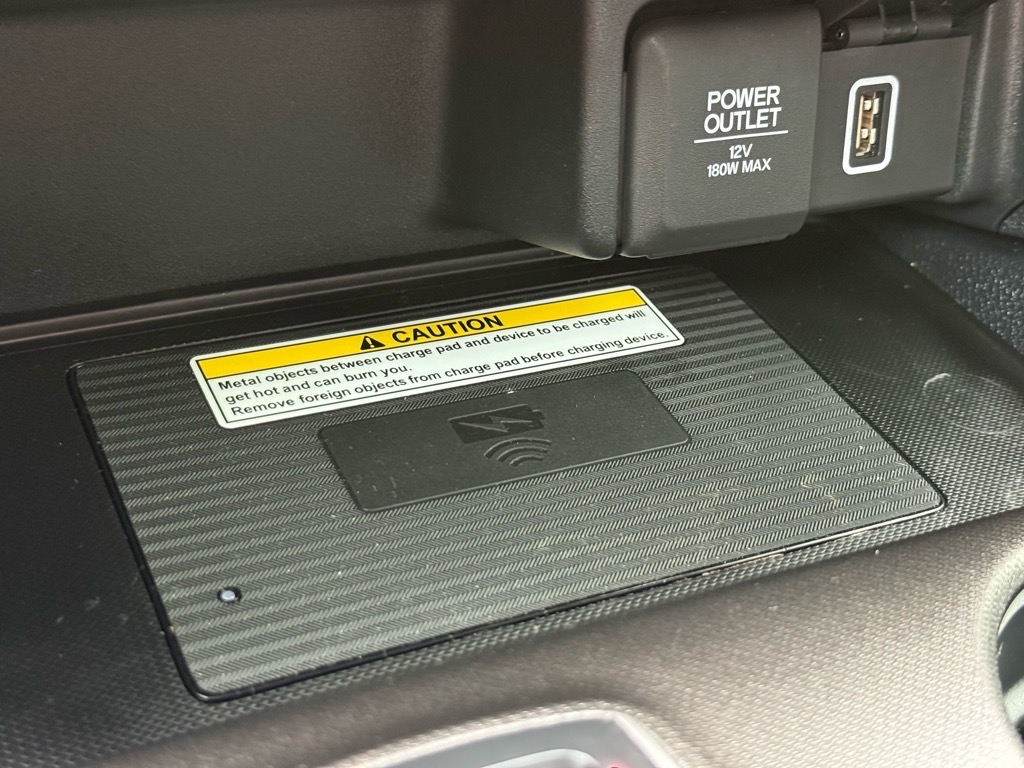 POWER
OUTLET
12V
180W MAX
CAUTION
Metal objects between charge pad and device to be charged will
get hot and can burn you.
Remove foreign objects from charge pad before charging device.